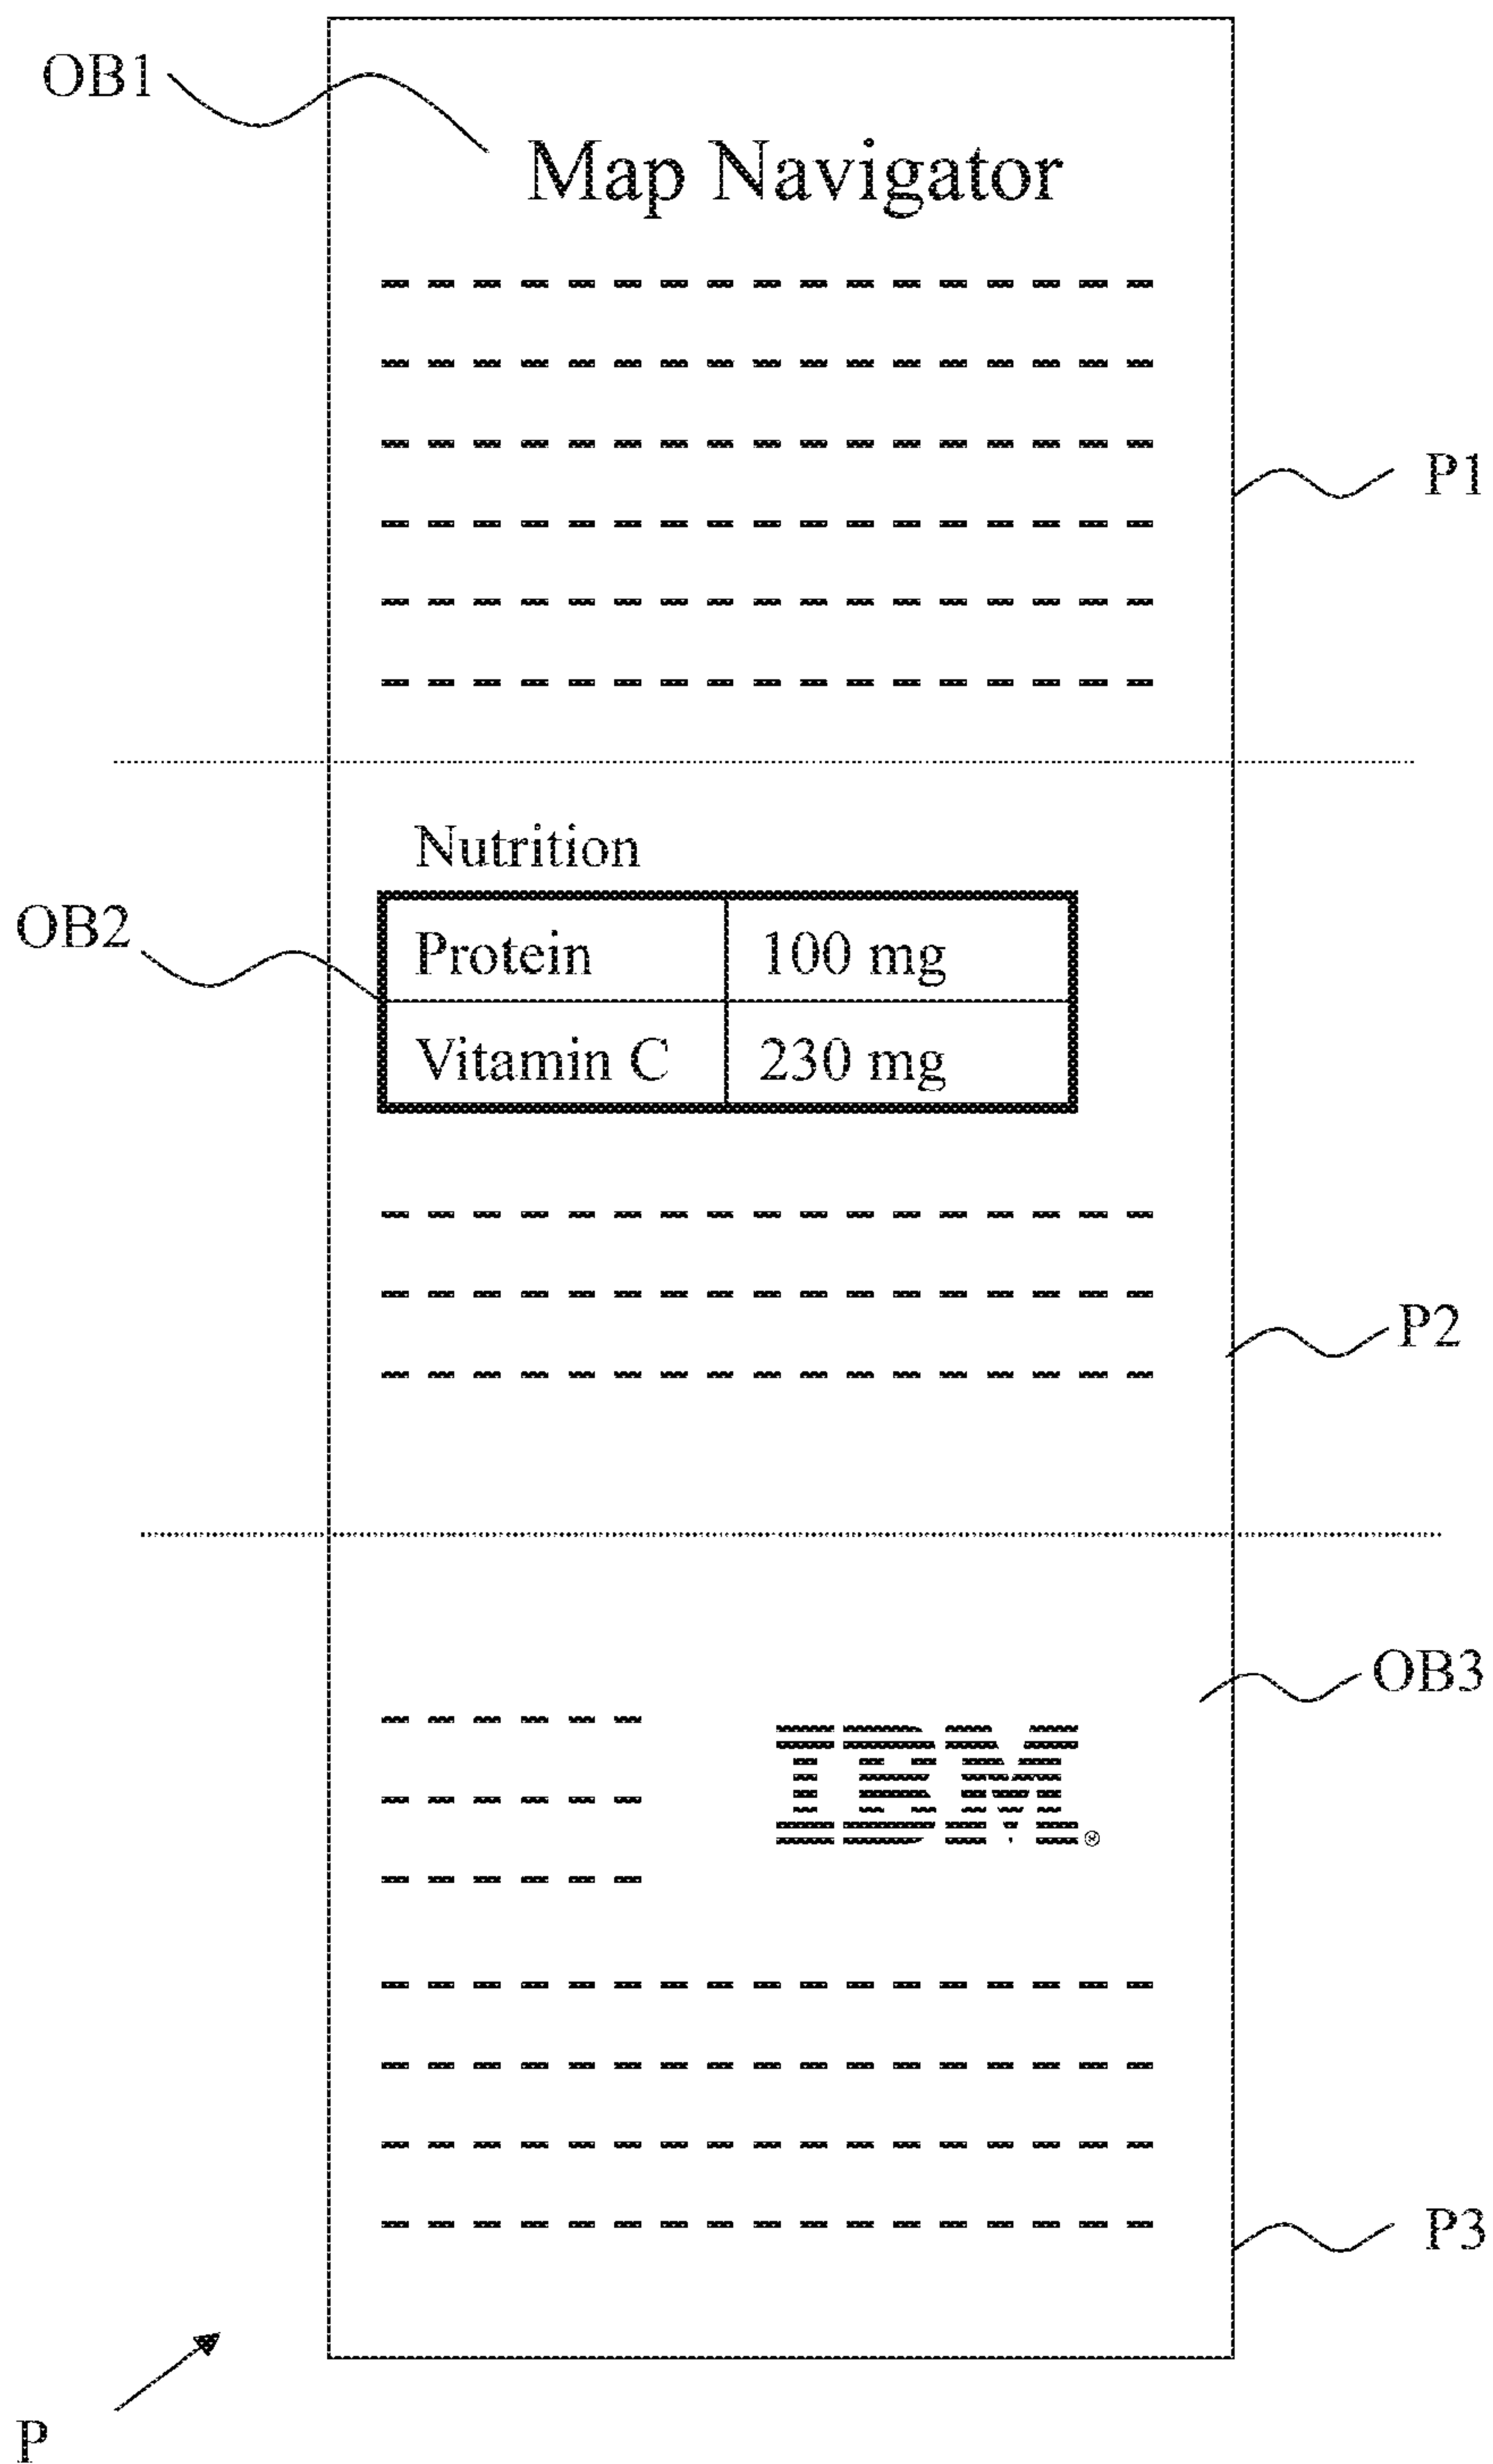 OB1
Map Navigator
P1
Nutrition
OB2
Protein 100 mg
Vitamin C 230 mg
P2
OB3
IBM®
P3
P